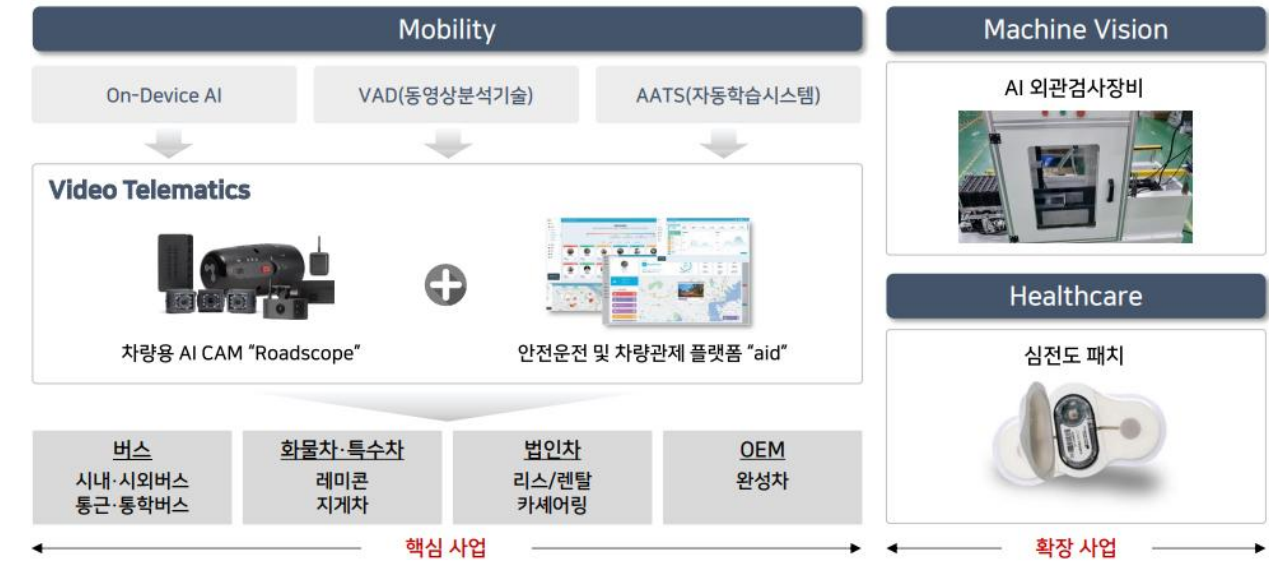 Mobility
On-Device AI
VAD(동영상분석기술)
AATS(자동학습시스템)
Video Telematics
차량용 AI CAM "Roadscope"
안전운전 및 차량관제 플랫폼 "aid"
버스
시내·시외버스
통근·통학버스
화물차·특수차
레미콘
지게차
법인차
리스/렌탈
카셰어링
OEM
완성차
핵심 사업
Machine Vision
AI 외관검사장비
Healthcare
심전도 패치
확장 사업